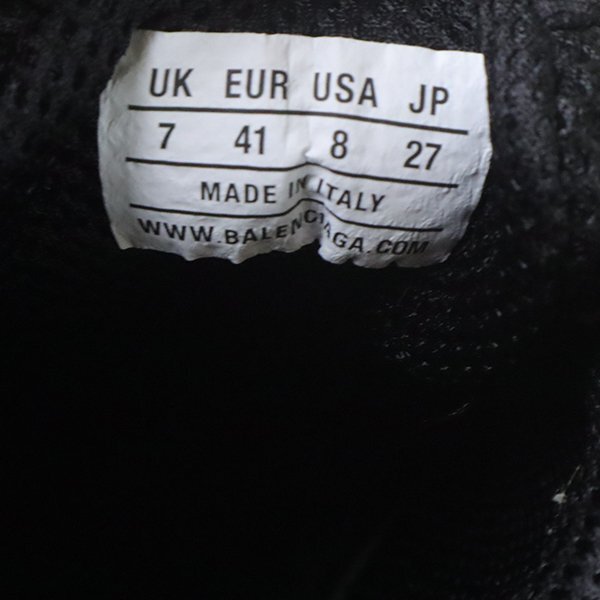 UK EUR USA JP
7 41 8 27
MADE IN ITALY
WWW.BALENCIAGA.COM